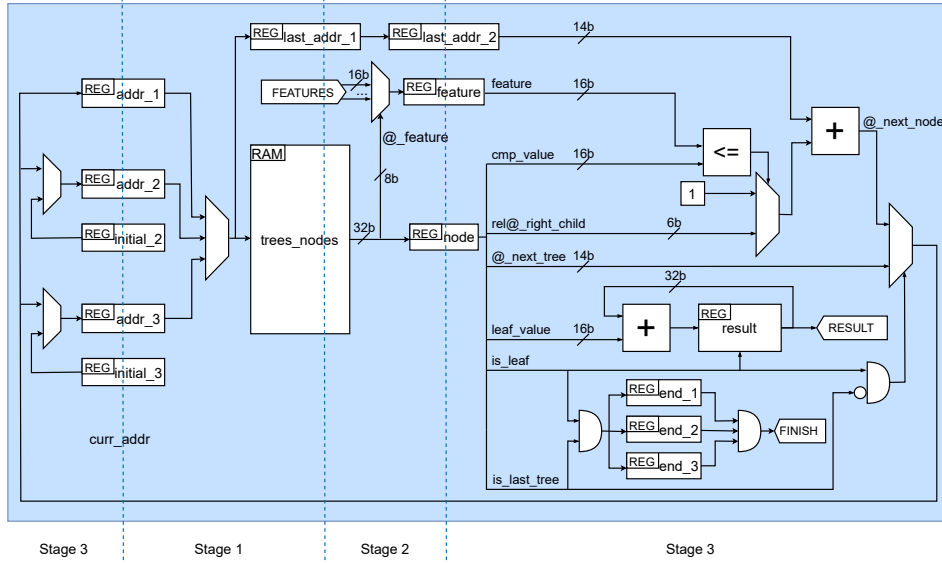 REG last_addr_1
REG last_addr_2
14b
REG addr_1
FEATURES
16b
...
REG feature
feature
16b
@_feature
+
@_next_node
RAM
trees_nodes
8b
cmp_value
16b
<=
REG addr_2
1
REG initial_2
32b
REG node
rel@_right_child
6b
@_next_tree
14b
32b
REG addr_3
leaf_value
16b
+
REG
result
RESULT
is_leaf
REG initial_3
REG end_1
REG end_2
REG end_3
FINISH
curr_addr
is_last_tree
Stage 3
Stage 1
Stage 2
Stage 3